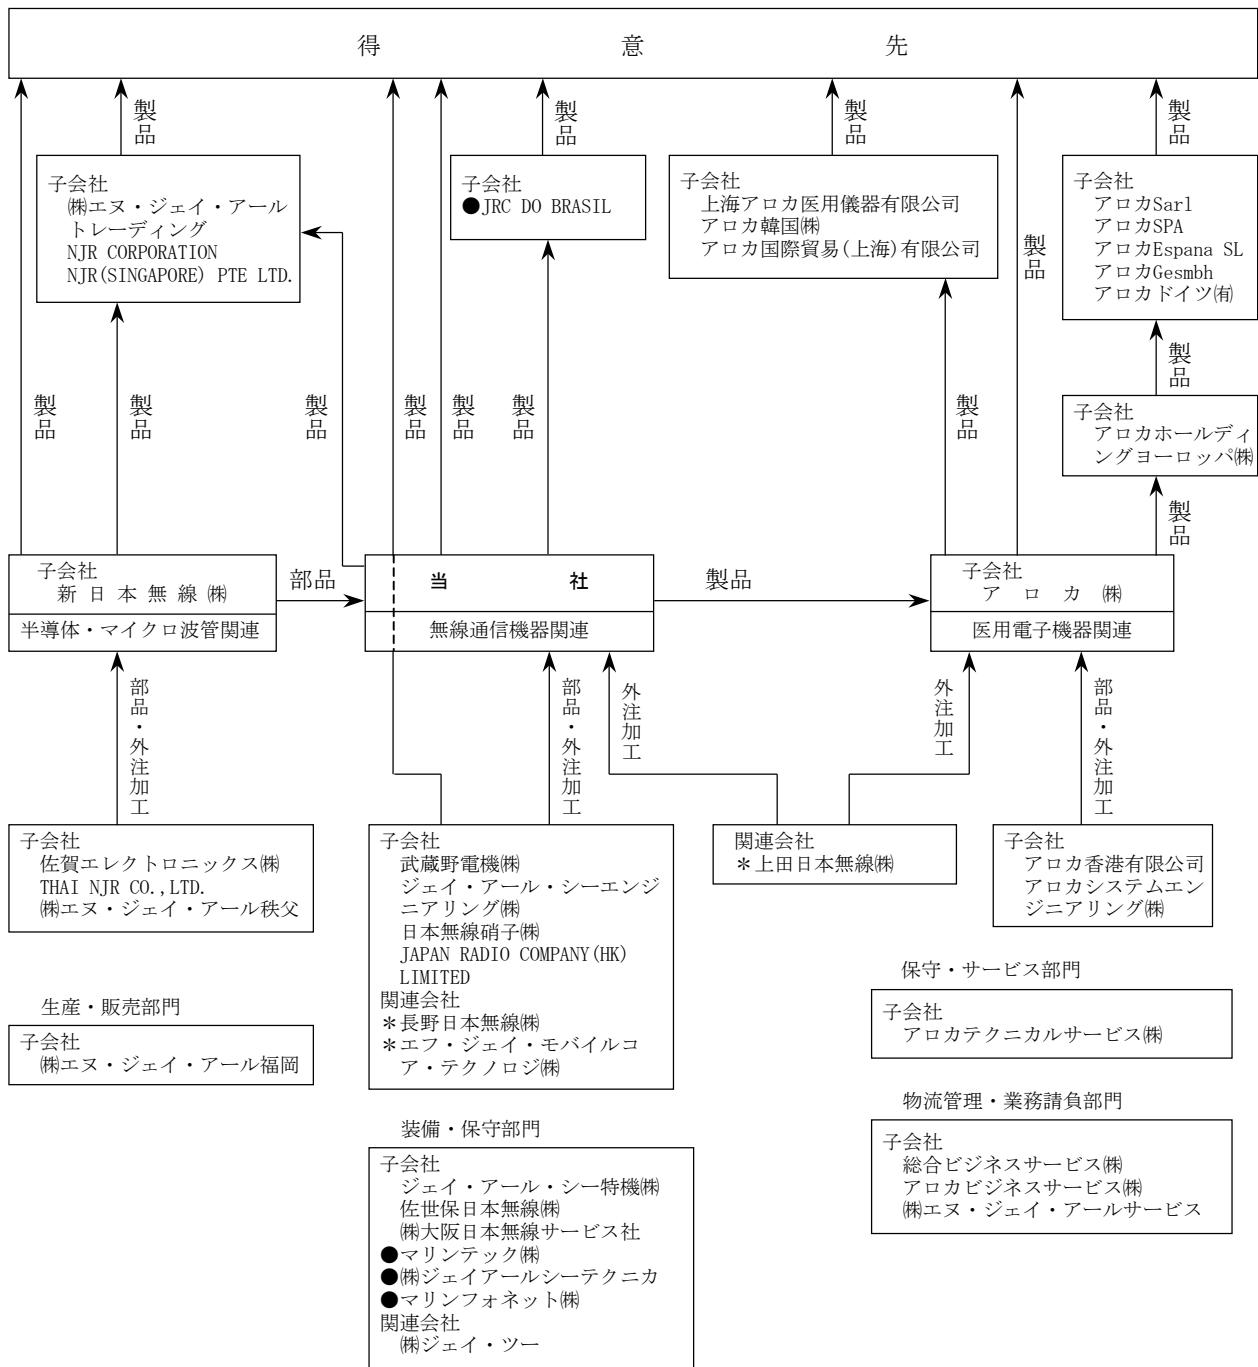 得意先
製品
製品
製品
製品
製品
子会社
㈱エヌ・ジェイ・アール
トレーディング
NJR CORPORATION
NJR(SINGAPORE) PTE LTD.
子会社
●JRC DO BRASIL
子会社
上海アロカ医用儀器有限公司
アロカ韓国㈱
アロカ国際貿易(上海)有限公司
子会社
アロカSarl
アロカSPA
アロカEspana SL
アロカGesmbh
アロカドイツ㈲
製品
製品
製品
製品
製品
製品
製品
製品
子会社
アロカホールディ
ングヨーロッパ㈱
製品
子会社
新日本無線㈱
半導体・マイクロ波管関連
部品
当社
無線通信機器関連
製品
子会社
アロカ㈱
医用電子機器関連
部品・外注加工
部品・外注加工
外注加工
外注加工
部品・外注加工
子会社
佐賀エレクトロニックス㈱
THAI NJR CO.,LTD.
㈱エヌ・ジェイ・アール秩父
子会社
武蔵野電機㈱
ジェイ・アール・シーエンジ
ニアリング㈱
日本無線硝子㈱
JAPAN RADIO COMPANY(HK)
LIMITED
関連会社
＊長野日本無線㈱
＊エフ・ジェイ・モバイルコ
ア・テクノロジ㈱
関連会社
＊上田日本無線㈱
子会社
アロカ香港有限公司
アロカシステムエン
ジニアリング㈱
生産・販売部門
子会社
㈱エヌ・ジェイ・アール福岡
保守・サービス部門
子会社
アロカテクニカルサービス㈱
装備・保守部門
子会社
ジェイ・アール・シー特機㈱
佐世保日本無線㈱
㈱大阪日本無線サービス社
●マリンテック㈱
●㈱ジェイアールシーテクニカ
●マリンフォネット㈱
関連会社
㈱ジェイ・ツー
物流管理・業務請負部門
子会社
総合ビジネスサービス㈱
アロカビジネスサービス㈱
㈱エヌ・ジェイ・アールサービス